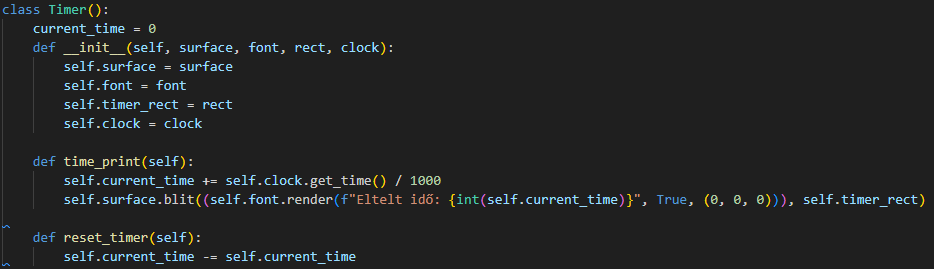 class Timer():
    current_time = 0
    def __init__(self, surface, font, rect, clock):
        self.surface = surface
        self.font = font
        self.timer_rect = rect
        self.clock = clock

    def time_print(self):
        self.current_time += self.clock.get_time() / 1000
        self.surface.blit((self.font.render(f"Eltelt idő: {int(self.current_time)}", True, (0, 0, 0))), self.timer_rect)

    def reset_timer(self):
        self.current_time -= self.current_time